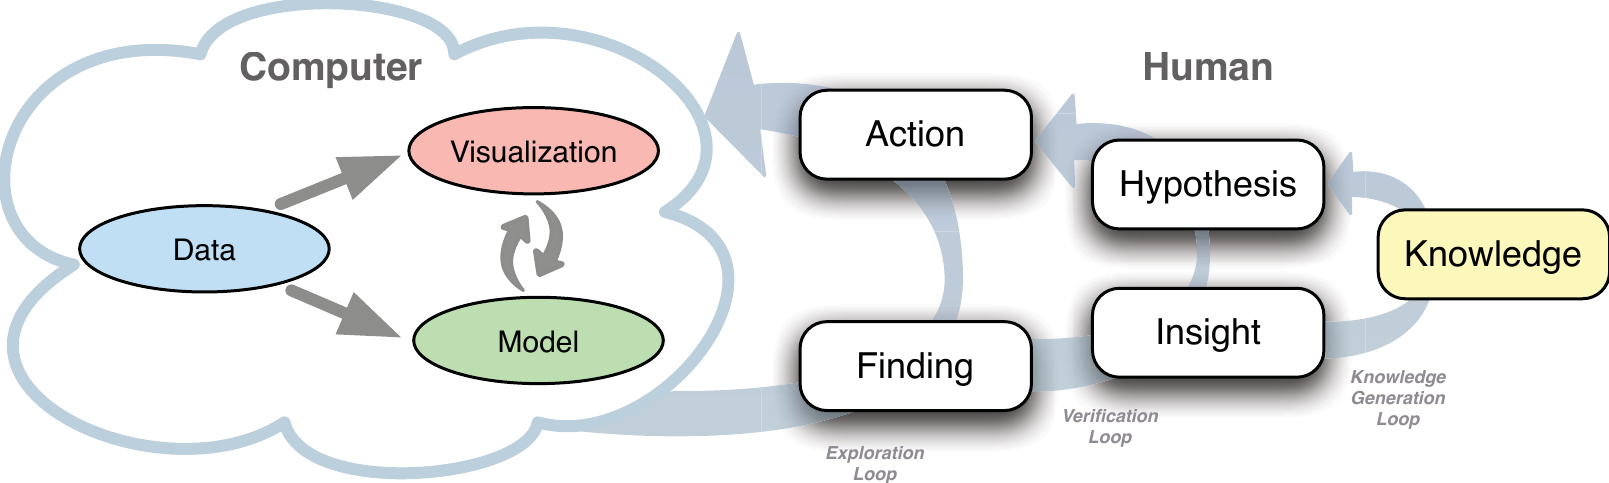 Computer
Human
Visualization
Data
Model
Action
Hypothesis
Knowledge
Insight
Finding
Knowledge
Generation
Loop
Verification
Loop
Exploration
Loop